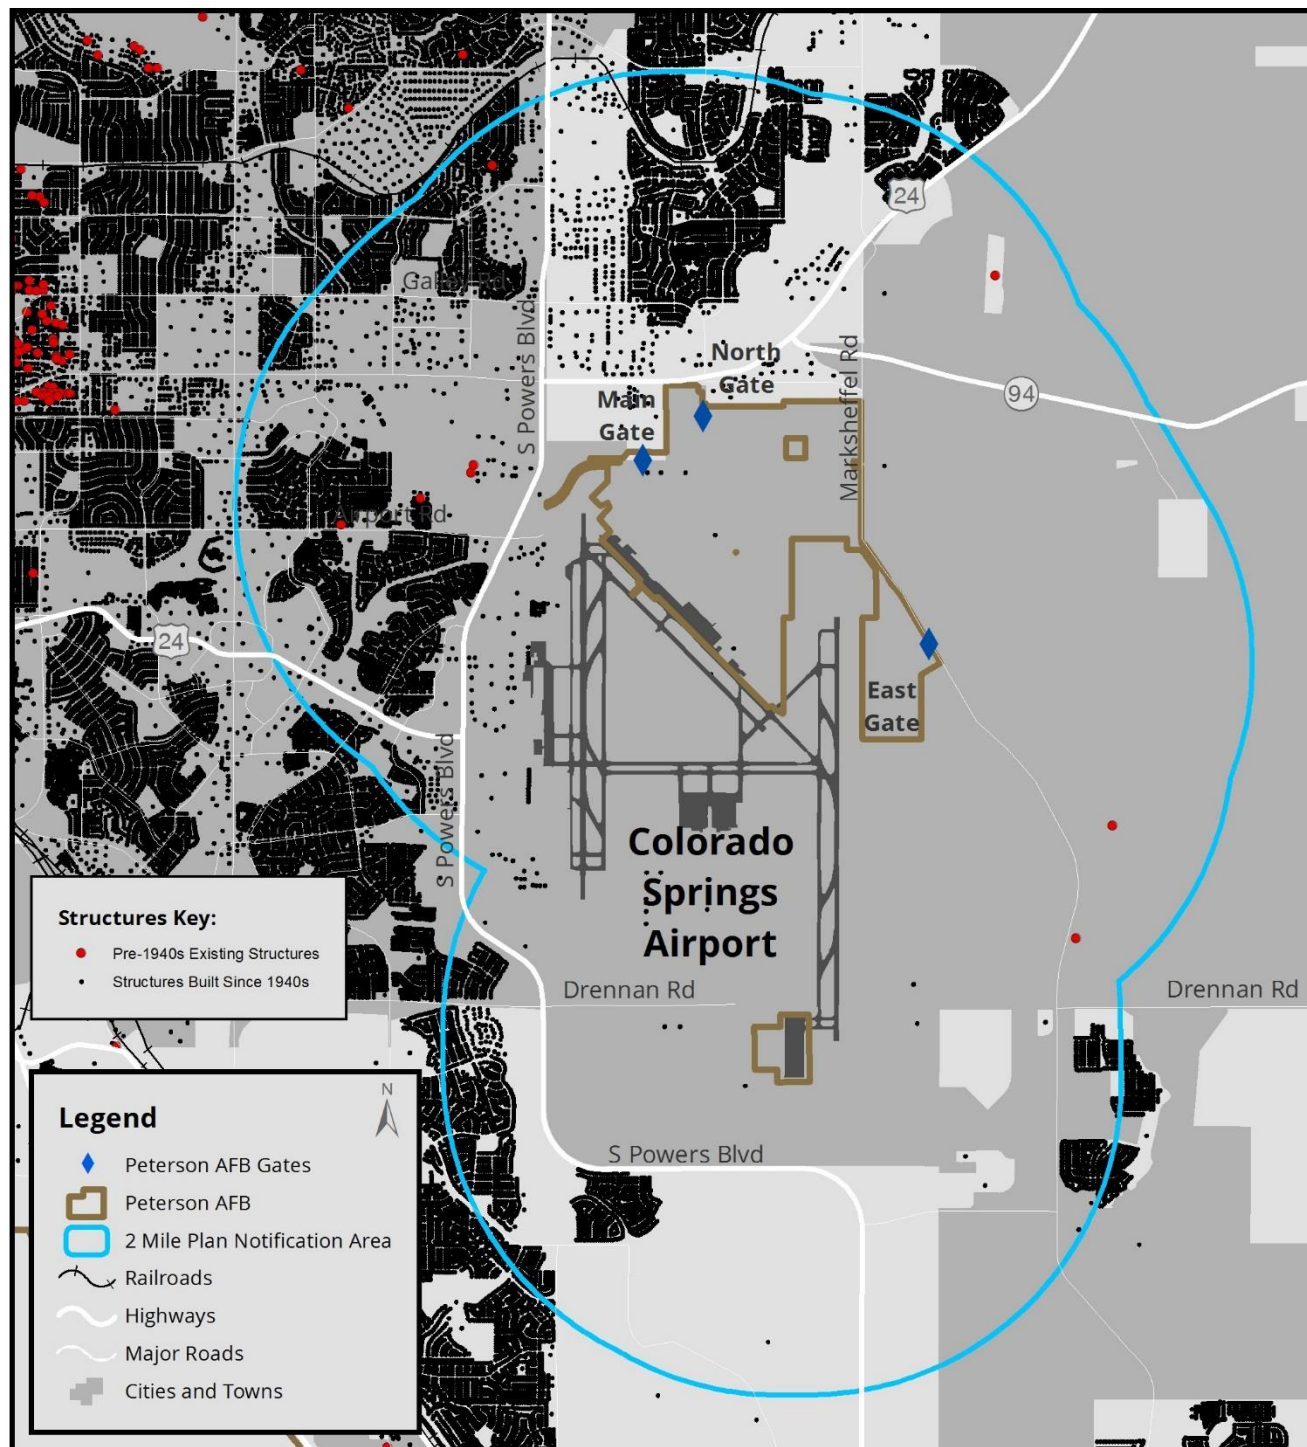 24
Galley Rd
S Powers Blvd
North
Gate
Main
Gate
Marksheffel Rd
94
Airport Rd
24
East
Gate
S Powers Blvd
Colorado
Springs
Airport
Structures Key:
Pre-1940s Existing Structures
Structures Built Since 1940s
Drennan Rd
Drennan Rd
S Powers Blvd
N
Legend
Peterson AFB Gates
Peterson AFB
2 Mile Plan Notification Area
Railroads
Highways
Major Roads
Cities and Towns